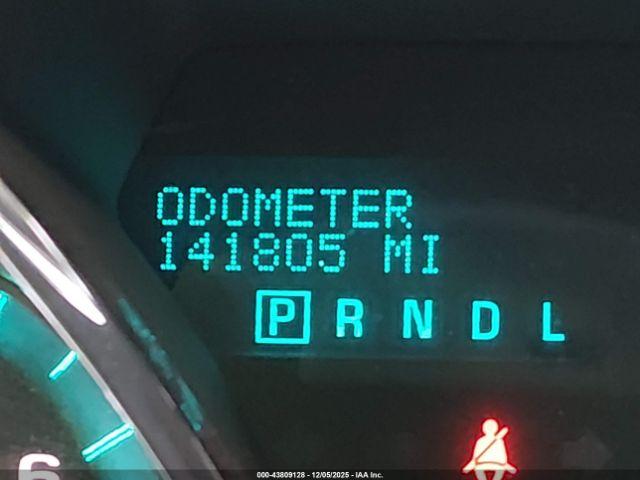 ODOMETER
141805 MI
P R N D L
6
000-43809128 - 12/05/2025 - IAA Inc.